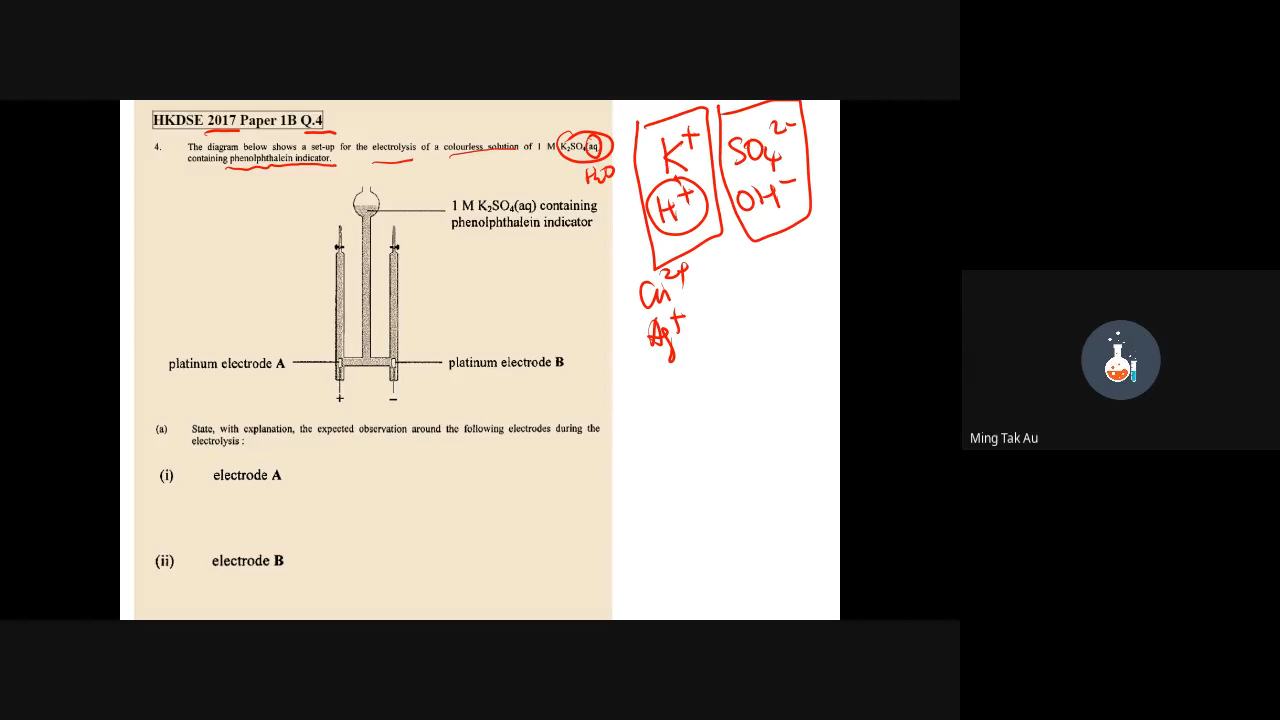 HKDSE 2017 Paper 1B Q.4
4. The diagram below shows a set-up for the electrolysis of a colourless solution of 1 M K₂SO₄(aq)
containing phenolphthalein indicator.
H₂O
K⁺
H⁺
Cu²⁺
Ag⁺
SO₄²⁻
OH⁻
1 M K₂SO₄(aq) containing
phenolphthalein indicator
platinum electrode A
platinum electrode B
+ −
(a) State, with explanation, the expected observation around the following electrodes during the
electrolysis :
(i) electrode A
(ii) electrode B
Ming Tak Au